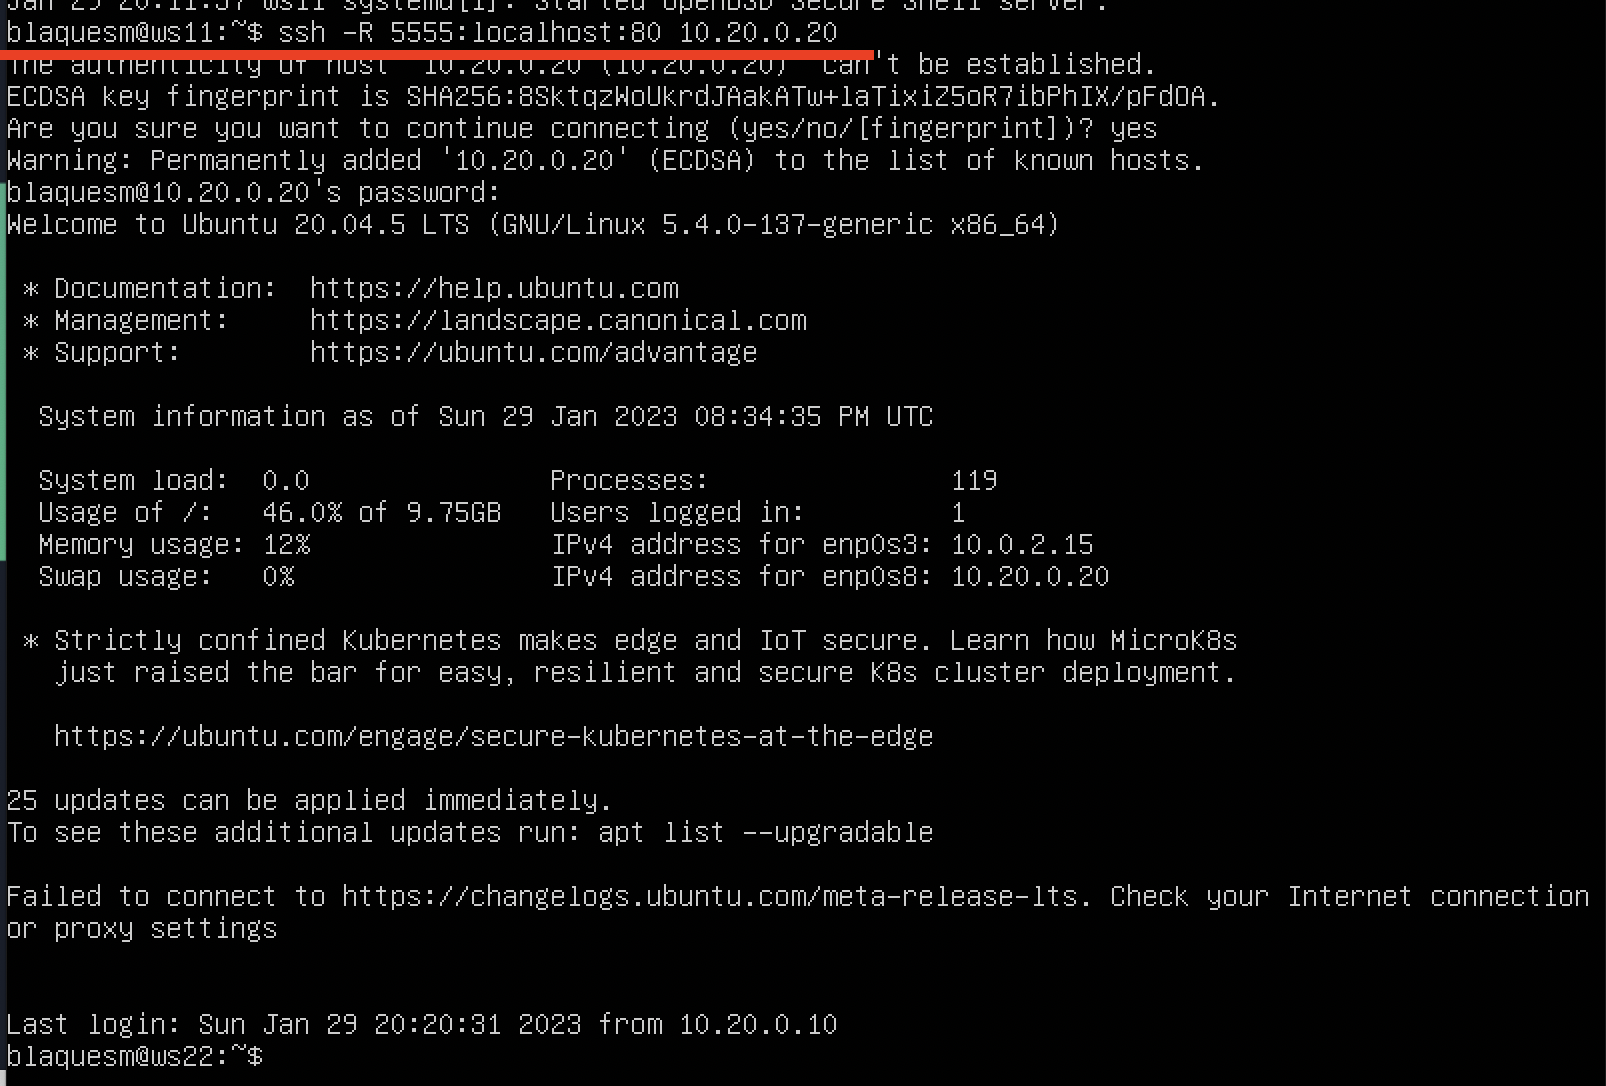 Jan 29 20:11:37 ws11 systemd[1]: Started OpenBSD Secure Shell server.
blaquesm@ws11:~$ ssh -R 5555:localhost:80 10.20.0.20
The authenticity of host '10.20.0.20 (10.20.0.20)' can't be established.
ECDSA key fingerprint is SHA256:8SktqzWoUkrdJAakATw+laTixiZ5oR7ibPhIX/pFdOA.
Are you sure you want to continue connecting (yes/no/[fingerprint])? yes
Warning: Permanently added '10.20.0.20' (ECDSA) to the list of known hosts.
blaquesm@10.20.0.20's password:
Welcome to Ubuntu 20.04.5 LTS (GNU/Linux 5.4.0-137-generic x86_64)
* Documentation:  https://help.ubuntu.com
* Management:     https://landscape.canonical.com
* Support:        https://ubuntu.com/advantage
System information as of Sun 29 Jan 2023 08:34:35 PM UTC
System load:  0.0               Processes:               119
Usage of /:   46.0% of 9.75GB   Users logged in:         1
Memory usage: 12%               IPv4 address for enp0s3: 10.0.2.15
Swap usage:   0%                IPv4 address for enp0s8: 10.20.0.20
* Strictly confined Kubernetes makes edge and IoT secure. Learn how MicroK8s
just raised the bar for easy, resilient and secure K8s cluster deployment.
https://ubuntu.com/engage/secure-kubernetes-at-the-edge
25 updates can be applied immediately.
To see these additional updates run: apt list --upgradable
Failed to connect to https://changelogs.ubuntu.com/meta-release-lts. Check your Internet connection
or proxy settings
Last login: Sun Jan 29 20:20:31 2023 from 10.20.0.10
blaquesm@ws22:~$